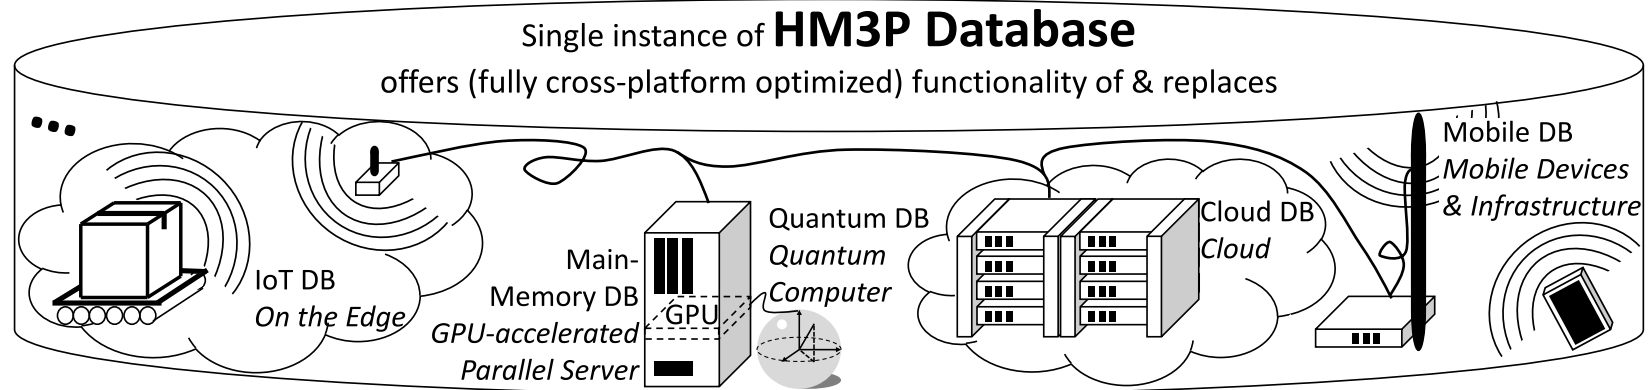 Single instance of HM3P Database
offers (fully cross-platform optimized) functionality of & replaces
IoT DB
On the Edge
Main-
Memory DB
GPU-accelerated
Parallel Server
GPU
Quantum DB
Quantum
Computer
Cloud DB
Cloud
Mobile DB
Mobile Devices
& Infrastructure